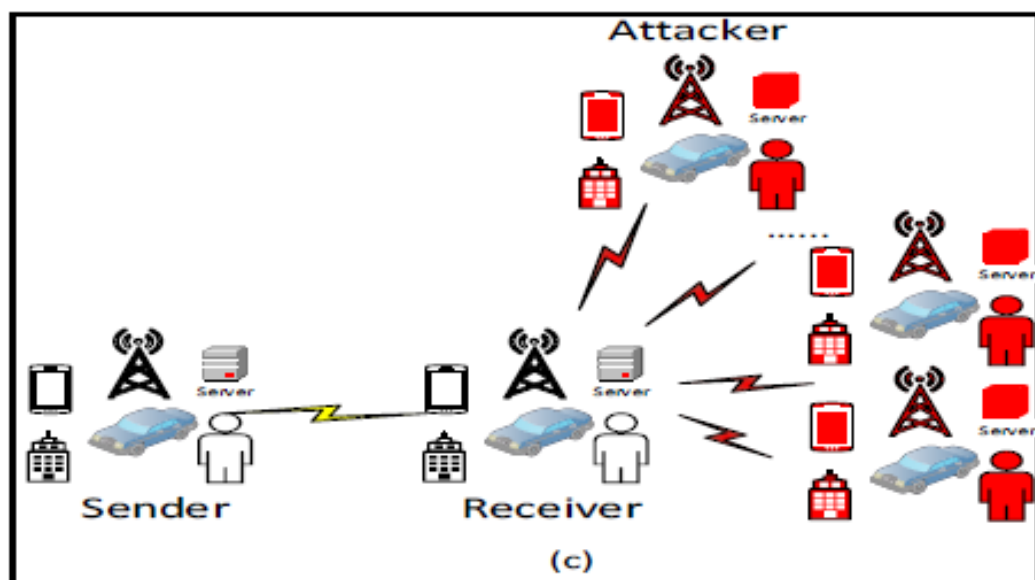 Attacker
Server
......
Server
Server
Server
Server
Sender
Receiver
(c)